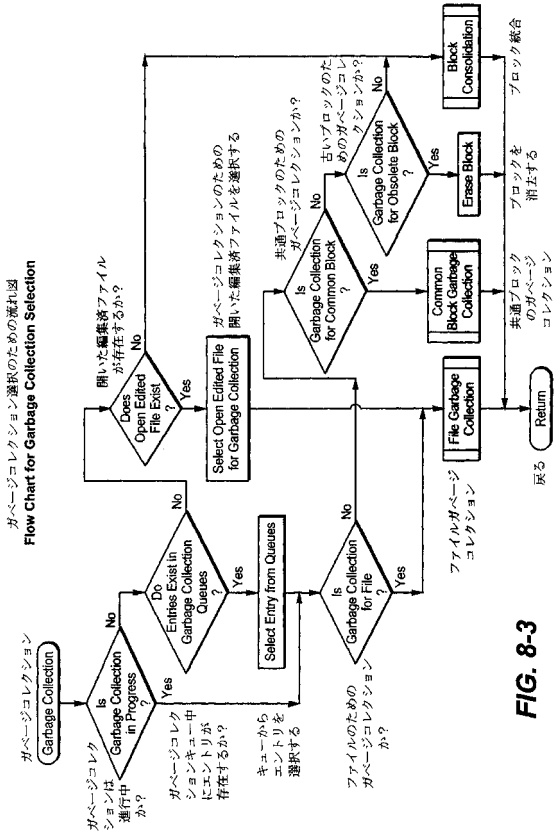 ガベージコレクション選択のための流れ図
Flow Chart for Garbage Collection Selection
ガベージコレクション
Garbage Collection
Is
Garbage Collection
in Progress
?
No
Yes
ガベージコレク
ションは
進行中
か?
Do
Entries Exist in
Garbage Collection
Queues
?
No
Yes
ガベージコレク
ションキュー中
にエントリが
存在するか?
Select Entry from Queues
キューから
エントリを
選択する
Is
Garbage Collection
for File
?
No
Yes
ファイルのための
ガベージコレクション
か?
開いた編集済ファイル
が存在するか?
Does
Open Edited
File Exist
?
No
Yes
Select Open Edited File
for Garbage Collection
ガベージコレクションのための
開いた編集済ファイルを選択する
共通ブロックのための
ガベージコレクションか?
Is
Garbage Collection
for Common Block
?
No
Yes
古いブロックのた
めのガベージコレ
クションか?
Is
Garbage Collection
for Obsolete Block
?
No
Yes
File Garbage
Collection
ファイルガベージ
コレクション
Common
Block Garbage
Collection
共通ブロック
のガベージ
コレクション
Erase Block
ブロックを
消去する
Block
Consolidation
ブロック統合
Return
戻る
FIG. 8-3